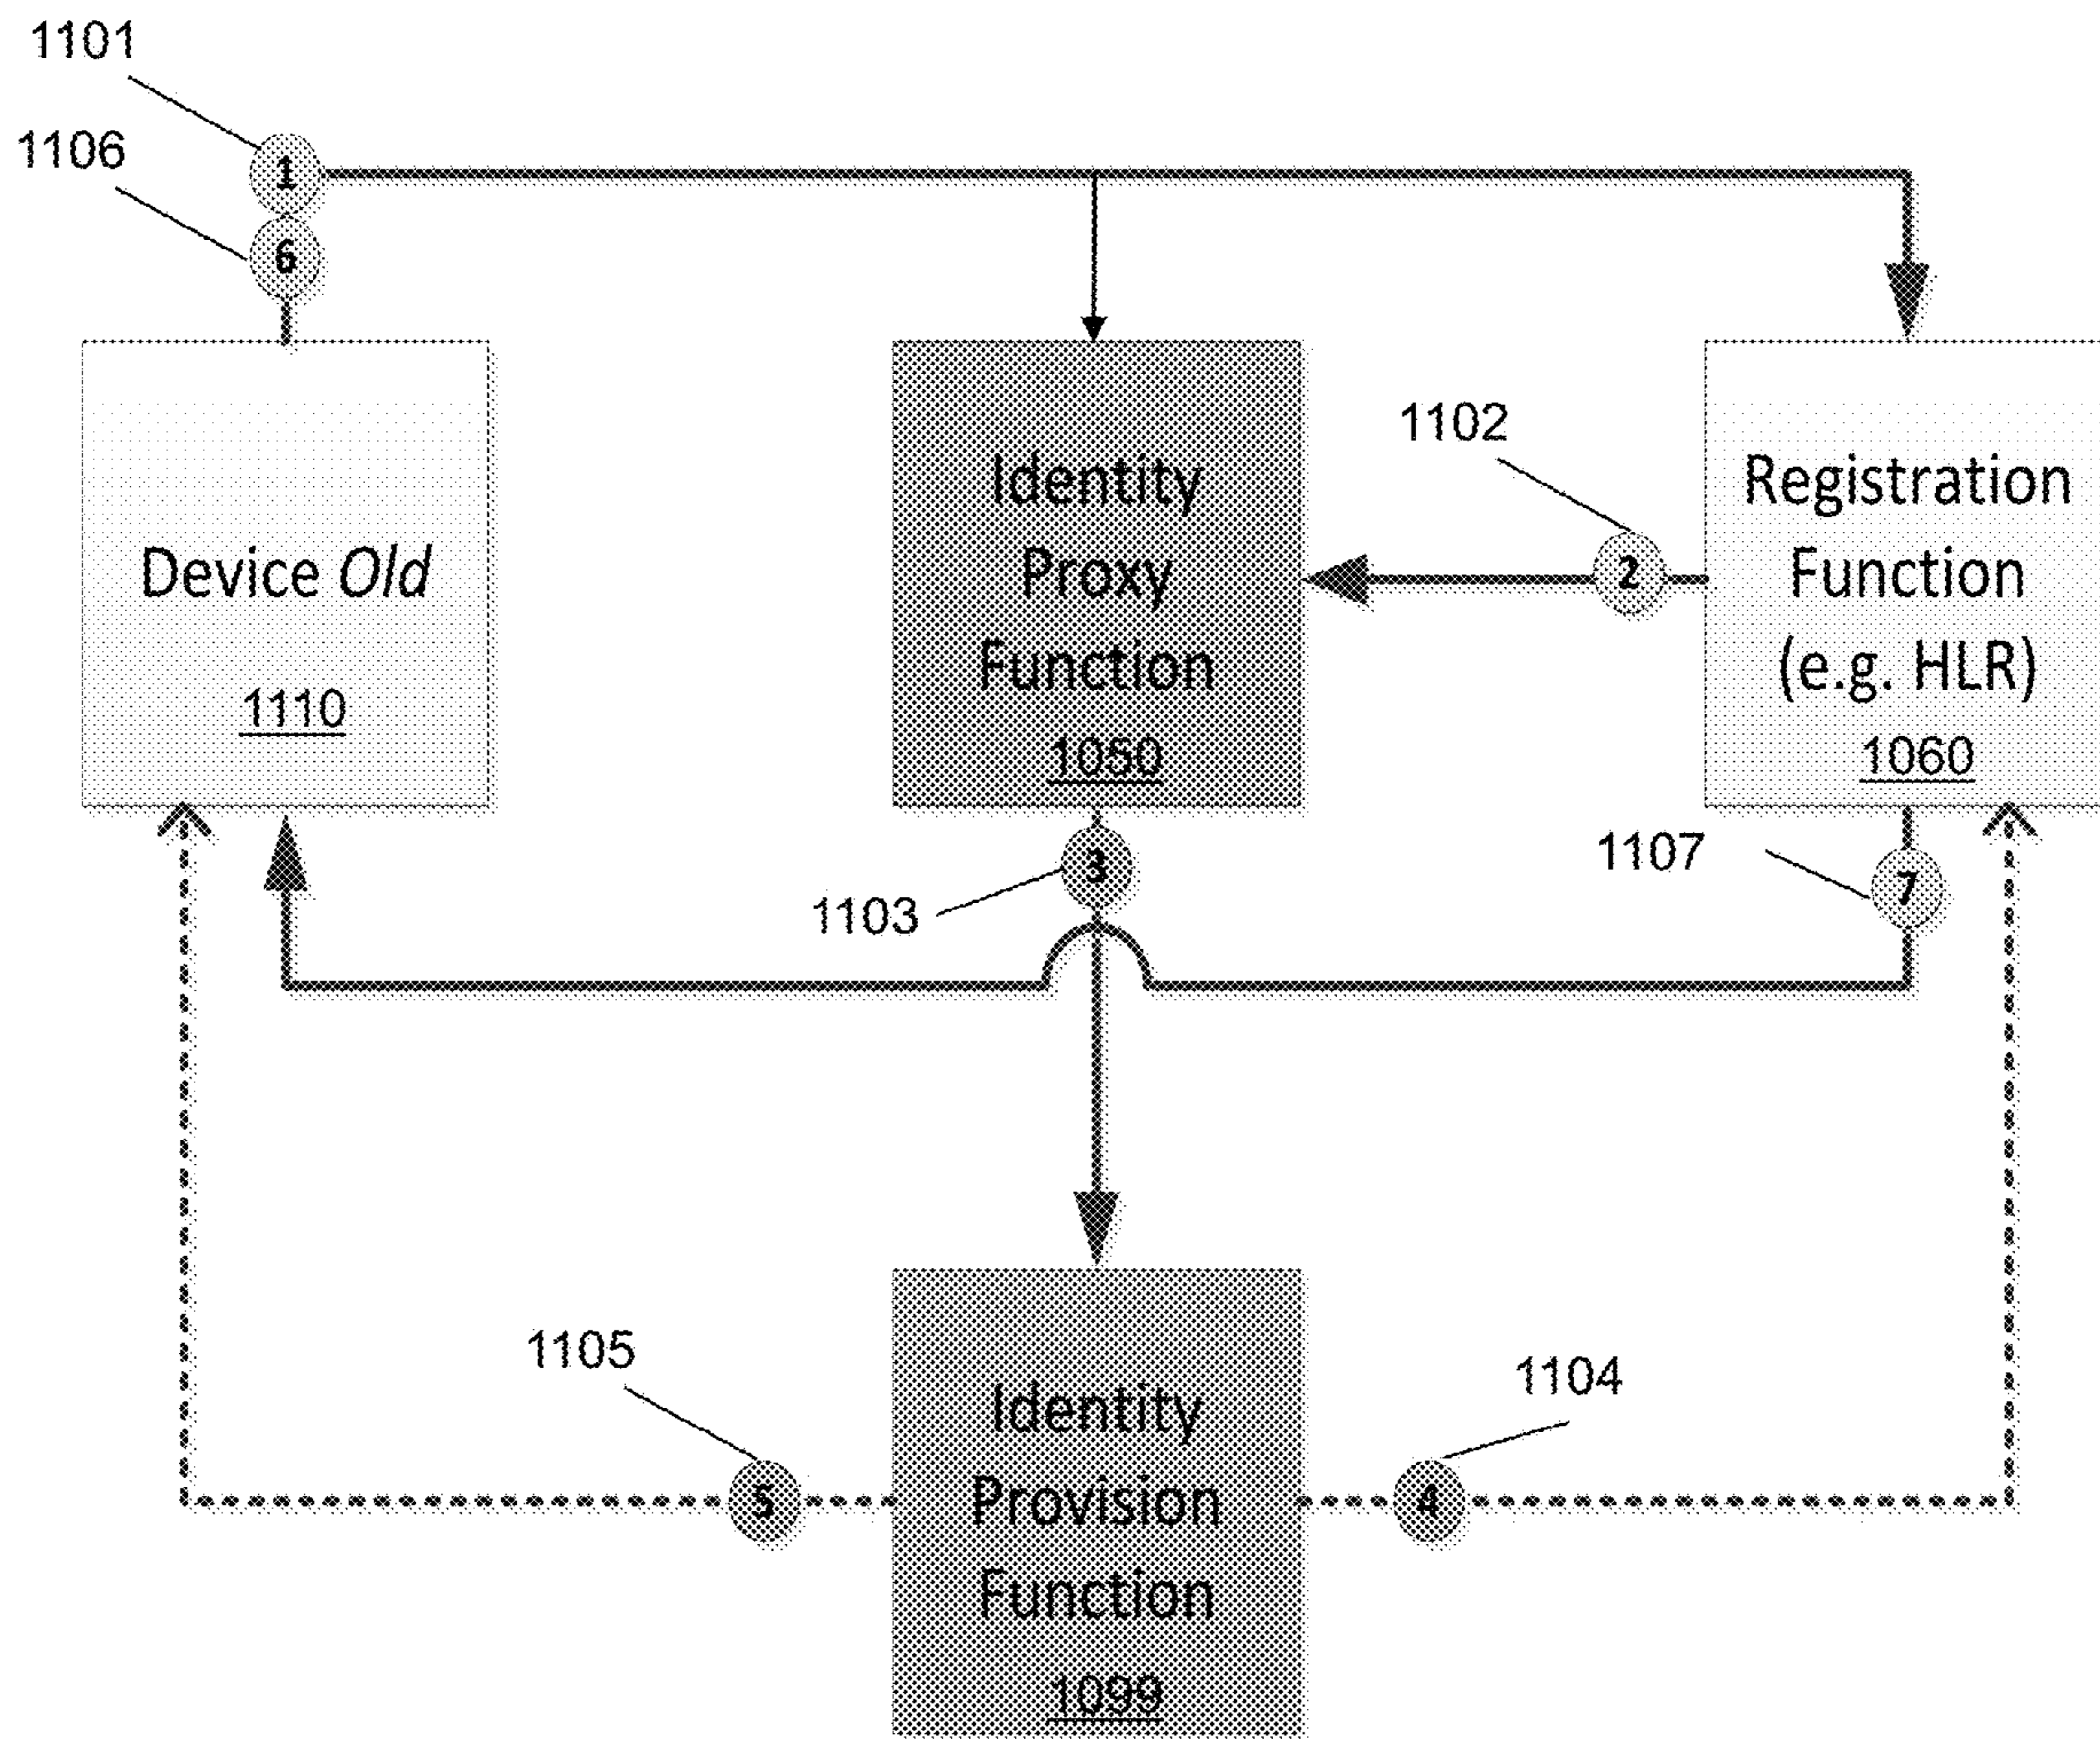 1101
1106
1
6
Device Old
1110
Identity
Proxy
Function
1050
1102
2
Registration
Function
(e.g. HLR)
1060
3
1103
1107
7
1105
5
Identity
Provision
Function
1099
1104
4